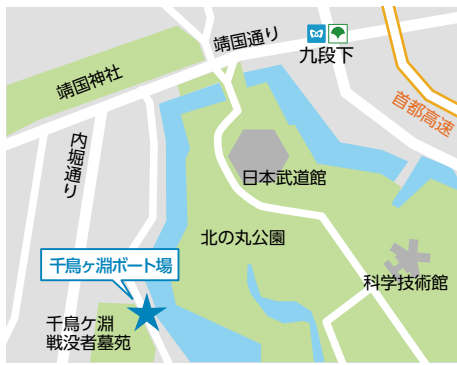 靖国通り
九段下
靖国神社
首都高速
内堀通り
日本武道館
北の丸公園
千鳥ヶ淵ボート場
科学技術館
千鳥ケ淵
戦没者墓苑